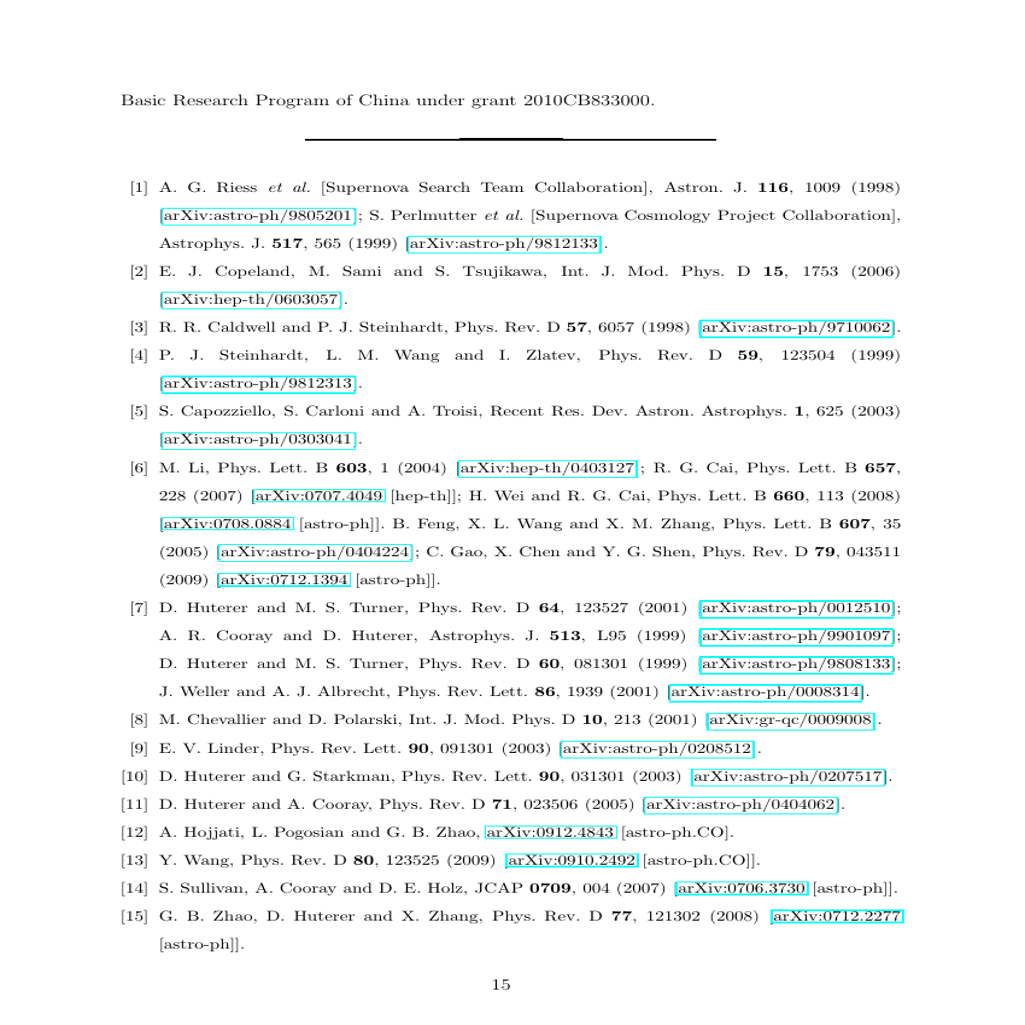 Basic Research Program of China under grant 2010CB833000.
[1] A. G. Riess et al. [Supernova Search Team Collaboration], Astron. J. 116, 1009 (1998)
[arXiv:astro-ph/9805201]; S. Perlmutter et al. [Supernova Cosmology Project Collaboration],
Astrophys. J. 517, 565 (1999) [arXiv:astro-ph/9812133].
[2] E. J. Copeland, M. Sami and S. Tsujikawa, Int. J. Mod. Phys. D 15, 1753 (2006)
[arXiv:hep-th/0603057].
[3] R. R. Caldwell and P. J. Steinhardt, Phys. Rev. D 57, 6057 (1998) [arXiv:astro-ph/9710062].
[4] P. J. Steinhardt, L. M. Wang and I. Zlatev, Phys. Rev. D 59, 123504 (1999)
[arXiv:astro-ph/9812313].
[5] S. Capozziello, S. Carloni and A. Troisi, Recent Res. Dev. Astron. Astrophys. 1, 625 (2003)
[arXiv:astro-ph/0303041].
[6] M. Li, Phys. Lett. B 603, 1 (2004) [arXiv:hep-th/0403127]; R. G. Cai, Phys. Lett. B 657,
228 (2007) [arXiv:0707.4049 [hep-th]]; H. Wei and R. G. Cai, Phys. Lett. B 660, 113 (2008)
[arXiv:0708.0884 [astro-ph]]. B. Feng, X. L. Wang and X. M. Zhang, Phys. Lett. B 607, 35
(2005) [arXiv:astro-ph/0404224]; C. Gao, X. Chen and Y. G. Shen, Phys. Rev. D 79, 043511
(2009) [arXiv:0712.1394 [astro-ph]].
[7] D. Huterer and M. S. Turner, Phys. Rev. D 64, 123527 (2001) [arXiv:astro-ph/0012510];
A. R. Cooray and D. Huterer, Astrophys. J. 513, L95 (1999) [arXiv:astro-ph/9901097];
D. Huterer and M. S. Turner, Phys. Rev. D 60, 081301 (1999) [arXiv:astro-ph/9808133];
J. Weller and A. J. Albrecht, Phys. Rev. Lett. 86, 1939 (2001) [arXiv:astro-ph/0008314].
[8] M. Chevallier and D. Polarski, Int. J. Mod. Phys. D 10, 213 (2001) [arXiv:gr-qc/0009008].
[9] E. V. Linder, Phys. Rev. Lett. 90, 091301 (2003) [arXiv:astro-ph/0208512].
[10] D. Huterer and G. Starkman, Phys. Rev. Lett. 90, 031301 (2003) [arXiv:astro-ph/0207517].
[11] D. Huterer and A. Cooray, Phys. Rev. D 71, 023506 (2005) [arXiv:astro-ph/0404062].
[12] A. Hojjati, L. Pogosian and G. B. Zhao, arXiv:0912.4843 [astro-ph.CO].
[13] Y. Wang, Phys. Rev. D 80, 123525 (2009) [arXiv:0910.2492 [astro-ph.CO]].
[14] S. Sullivan, A. Cooray and D. E. Holz, JCAP 0709, 004 (2007) [arXiv:0706.3730 [astro-ph]].
[15] G. B. Zhao, D. Huterer and X. Zhang, Phys. Rev. D 77, 121302 (2008) [arXiv:0712.2277
[astro-ph]].
15